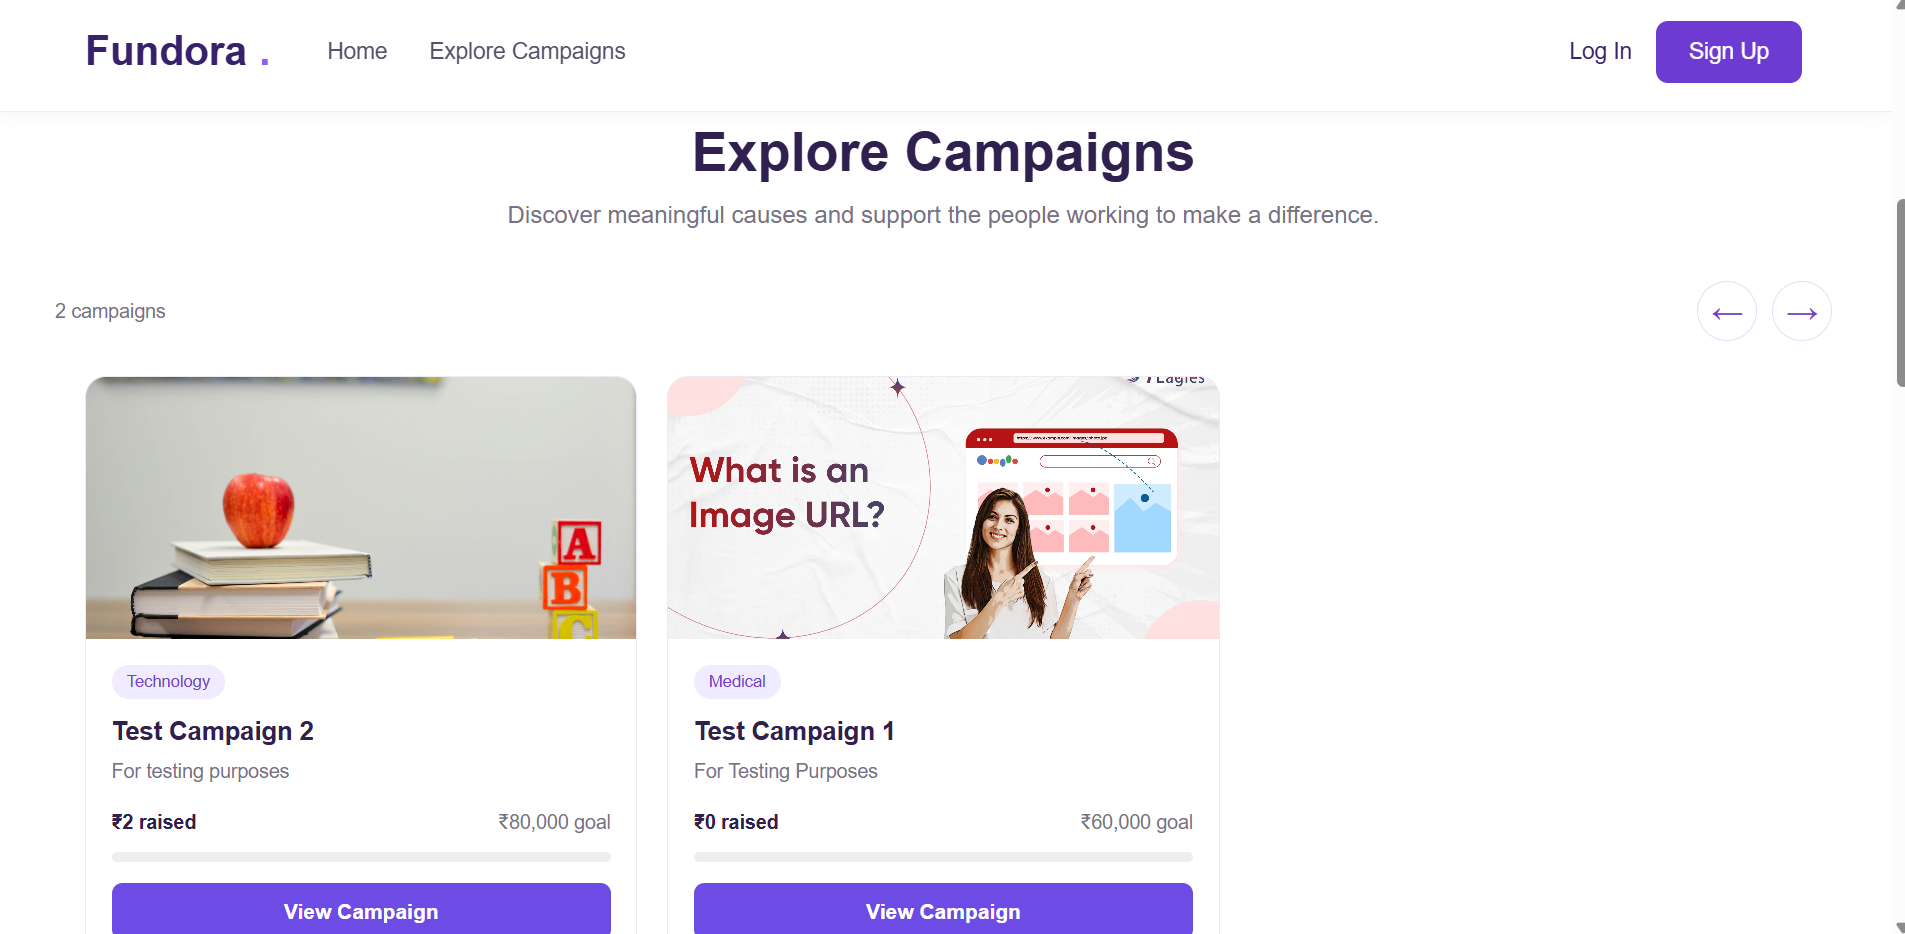 Fundora .
Home
Explore Campaigns
Log In
Sign Up
Explore Campaigns
Discover meaningful causes and support the people working to make a difference.
2 campaigns
←
→
A
B
C
What is an
Image URL?
Technology
Test Campaign 2
For testing purposes
₹2 raised
₹80,000 goal
View Campaign
Medical
Test Campaign 1
For Testing Purposes
₹0 raised
₹60,000 goal
View Campaign